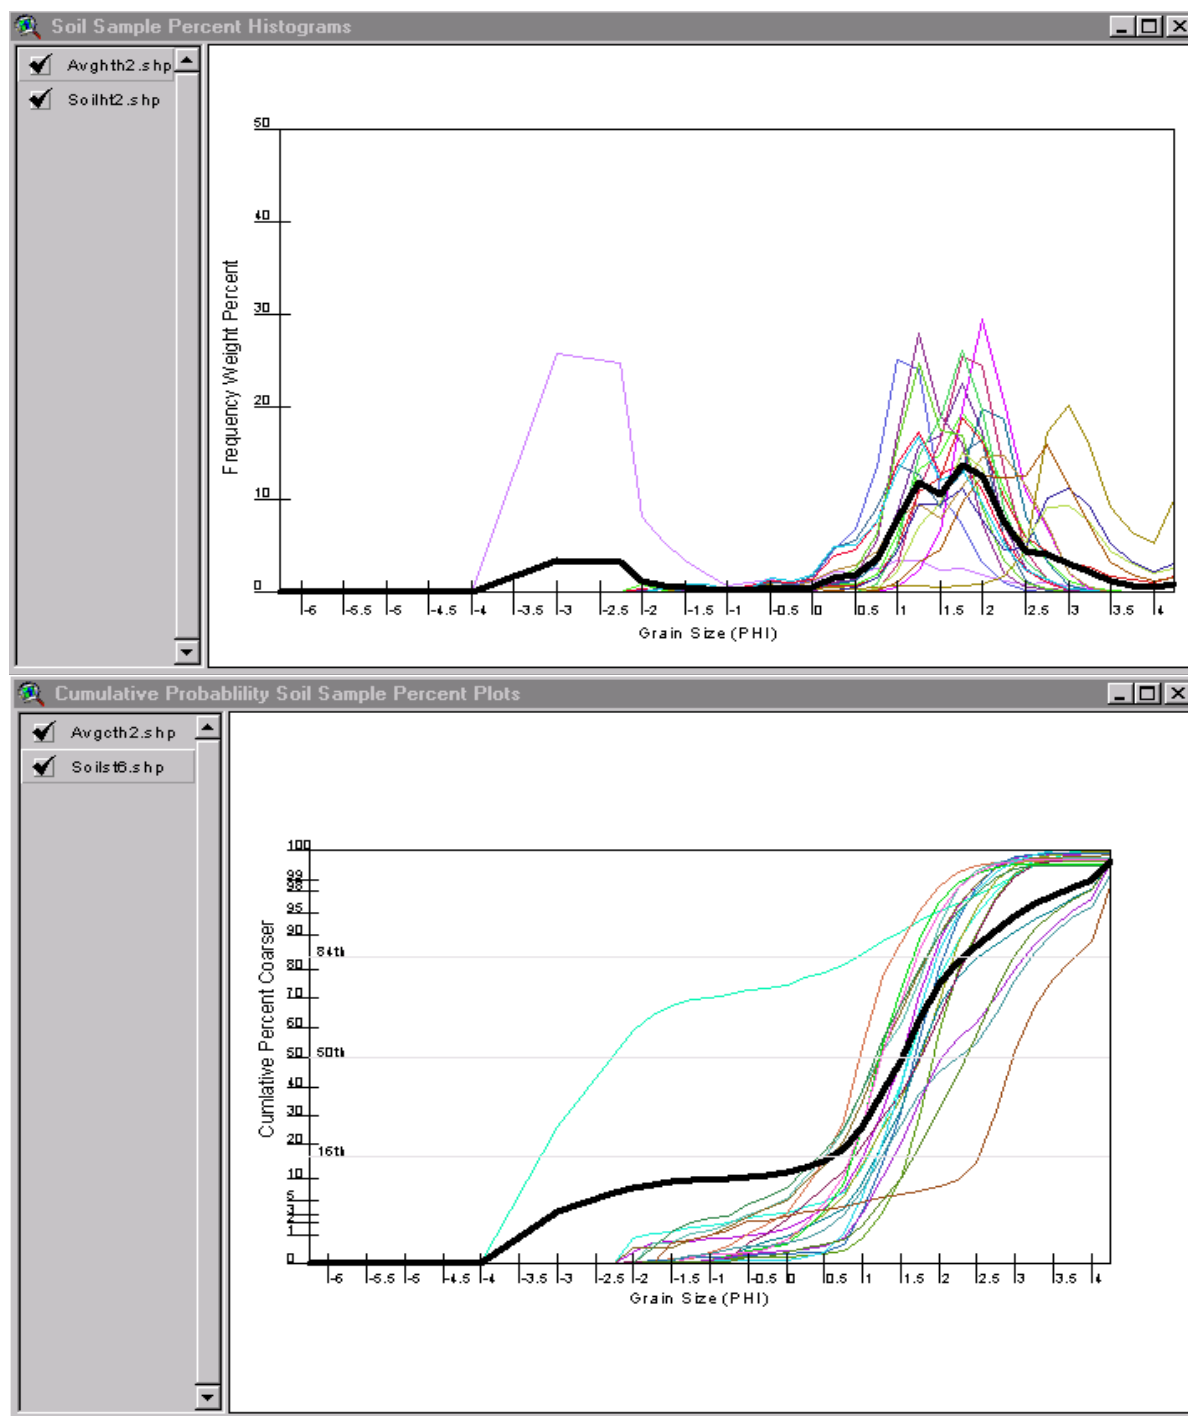 Soil Sample Percent Histograms
Avghth2.shp
Soilht2.shp
50
40
30
20
10
0
Frequency Weight Percent
-6 -5.5 -5 -4.5 -4 -3.5 -3 -2.5 -2 -1.5 -1 -0.5 0 0.5 1 1.5 2 2.5 3 3.5 4
Grain Size (PHI)
Cumulative Probablility Soil Sample Percent Plots
Avgcth2.shp
Soilst6.shp
100
99
98
95
90
84th
80
70
60
50 50th
40
30
20
16th
10
5
3
2
1
0
Cumlative Percent Coarser
-6 -5.5 -5 -4.5 -4 -3.5 -3 -2.5 -2 -1.5 -1 -0.5 0 0.5 1 1.5 2 2.5 3 3.5 4
Grain Size (PHI)